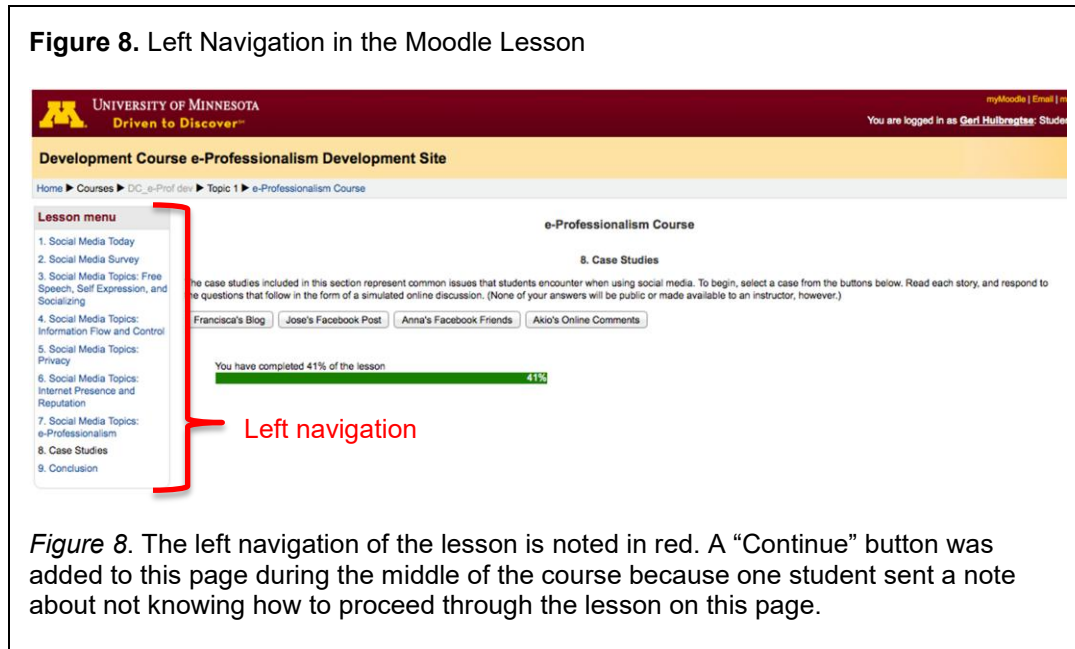 Figure 8. Left Navigation in the Moodle Lesson
UNIVERSITY OF MINNESOTA
Driven to Discover℠
myMoodle | Email | m
You are logged in as Geri Hulbregtse: Studen
Development Course e-Professionalism Development Site
Home ▶ Courses ▶ DC_e-Prof dev ▶ Topic 1 ▶ e-Professionalism Course
Lesson menu
1. Social Media Today
2. Social Media Survey
3. Social Media Topics: Free
Speech, Self Expression, and
Socializing
4. Social Media Topics:
Information Flow and Control
5. Social Media Topics:
Privacy
6. Social Media Topics:
Internet Presence and
Reputation
7. Social Media Topics:
e-Professionalism
8. Case Studies
9. Conclusion
e-Professionalism Course
8. Case Studies
The case studies included in this section represent common issues that students encounter when using social media. To begin, select a case from the buttons below. Read each story, and respond to
he questions that follow in the form of a simulated online discussion. (None of your answers will be public or made available to an instructor, however.)
Francisca's Blog
Jose's Facebook Post
Anna's Facebook Friends
Akio's Online Comments
You have completed 41% of the lesson
41%
Left navigation
Figure 8. The left navigation of the lesson is noted in red. A “Continue” button was
added to this page during the middle of the course because one student sent a note
about not knowing how to proceed through the lesson on this page.